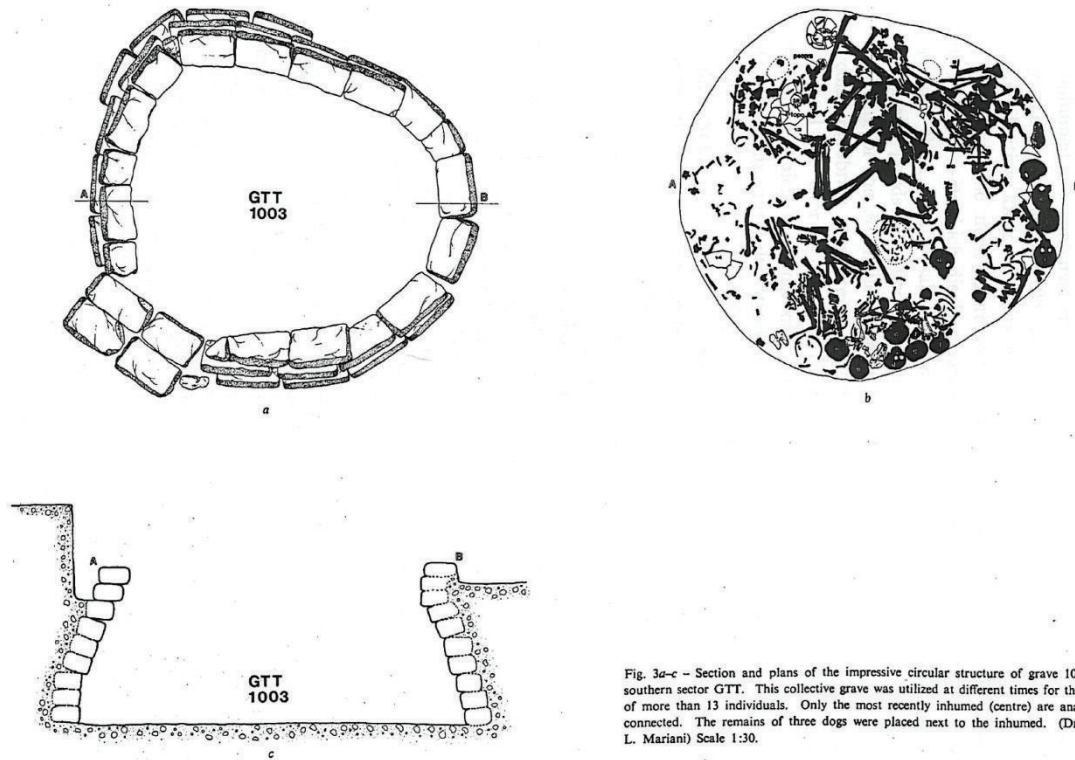 A
GTT
1003
B
a
pecora
topo
A
b
A
B
GTT
1003
c
Fig. 3a–c – Section and plans of the impressive circular structure of grave 10
southern sector GTT. This collective grave was utilized at different times for the
of more than 13 individuals. Only the most recently inhumed (centre) are ana
connected. The remains of three dogs were placed next to the inhumed. (Dr
L. Mariani) Scale 1:30.